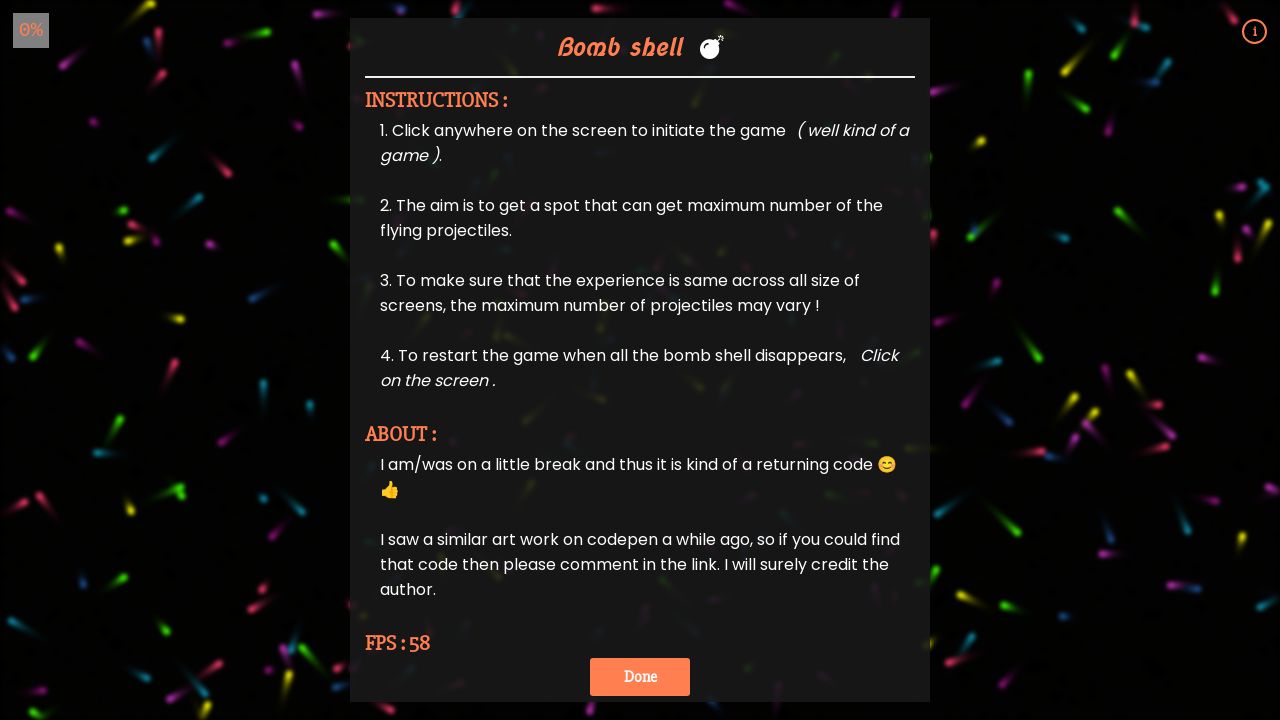 0%
i
Bomb shell 💣
INSTRUCTIONS :
1. Click anywhere on the screen to initiate the game ( well kind of a
game ).
2. The aim is to get a spot that can get maximum number of the
flying projectiles.
3. To make sure that the experience is same across all size of
screens, the maximum number of projectiles may vary !
4. To restart the game when all the bomb shell disappears, Click
on the screen .
ABOUT :
I am/was on a little break and thus it is kind of a returning code 😊
👍
I saw a similar art work on codepen a while ago, so if you could find
that code then please comment in the link. I will surely credit the
author.
FPS : 58
Done